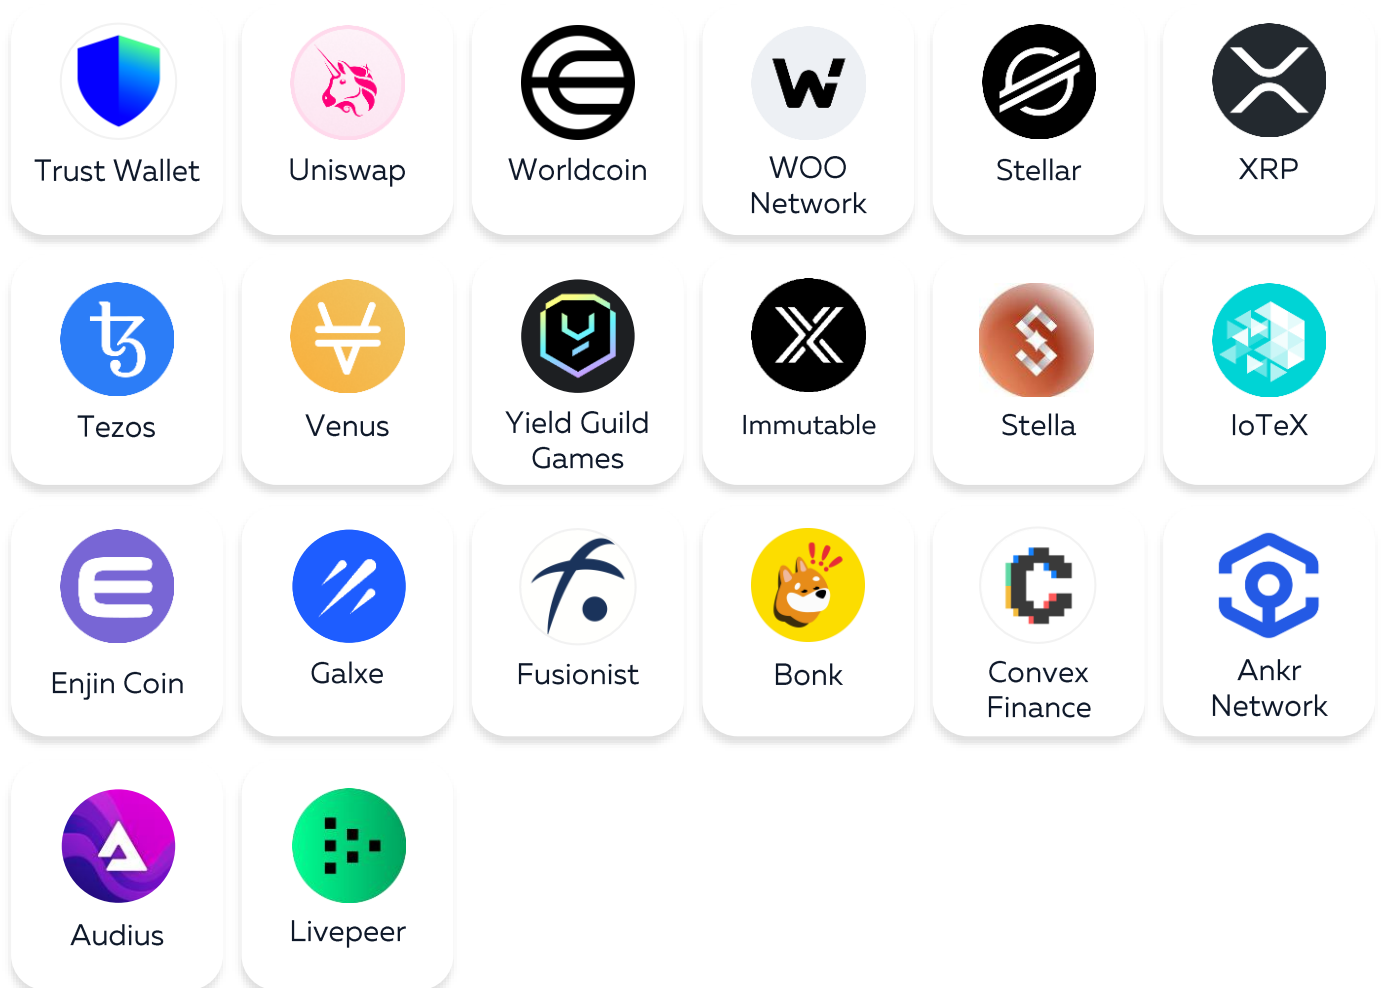 Trust Wallet
Uniswap
Worldcoin
WOO
Network
Stellar
XRP
Tezos
Venus
Yield Guild
Games
Immutable
Stella
IoTeX
Enjin Coin
Galxe
Fusionist
Bonk
Convex
Finance
Ankr
Network
Audius
Livepeer